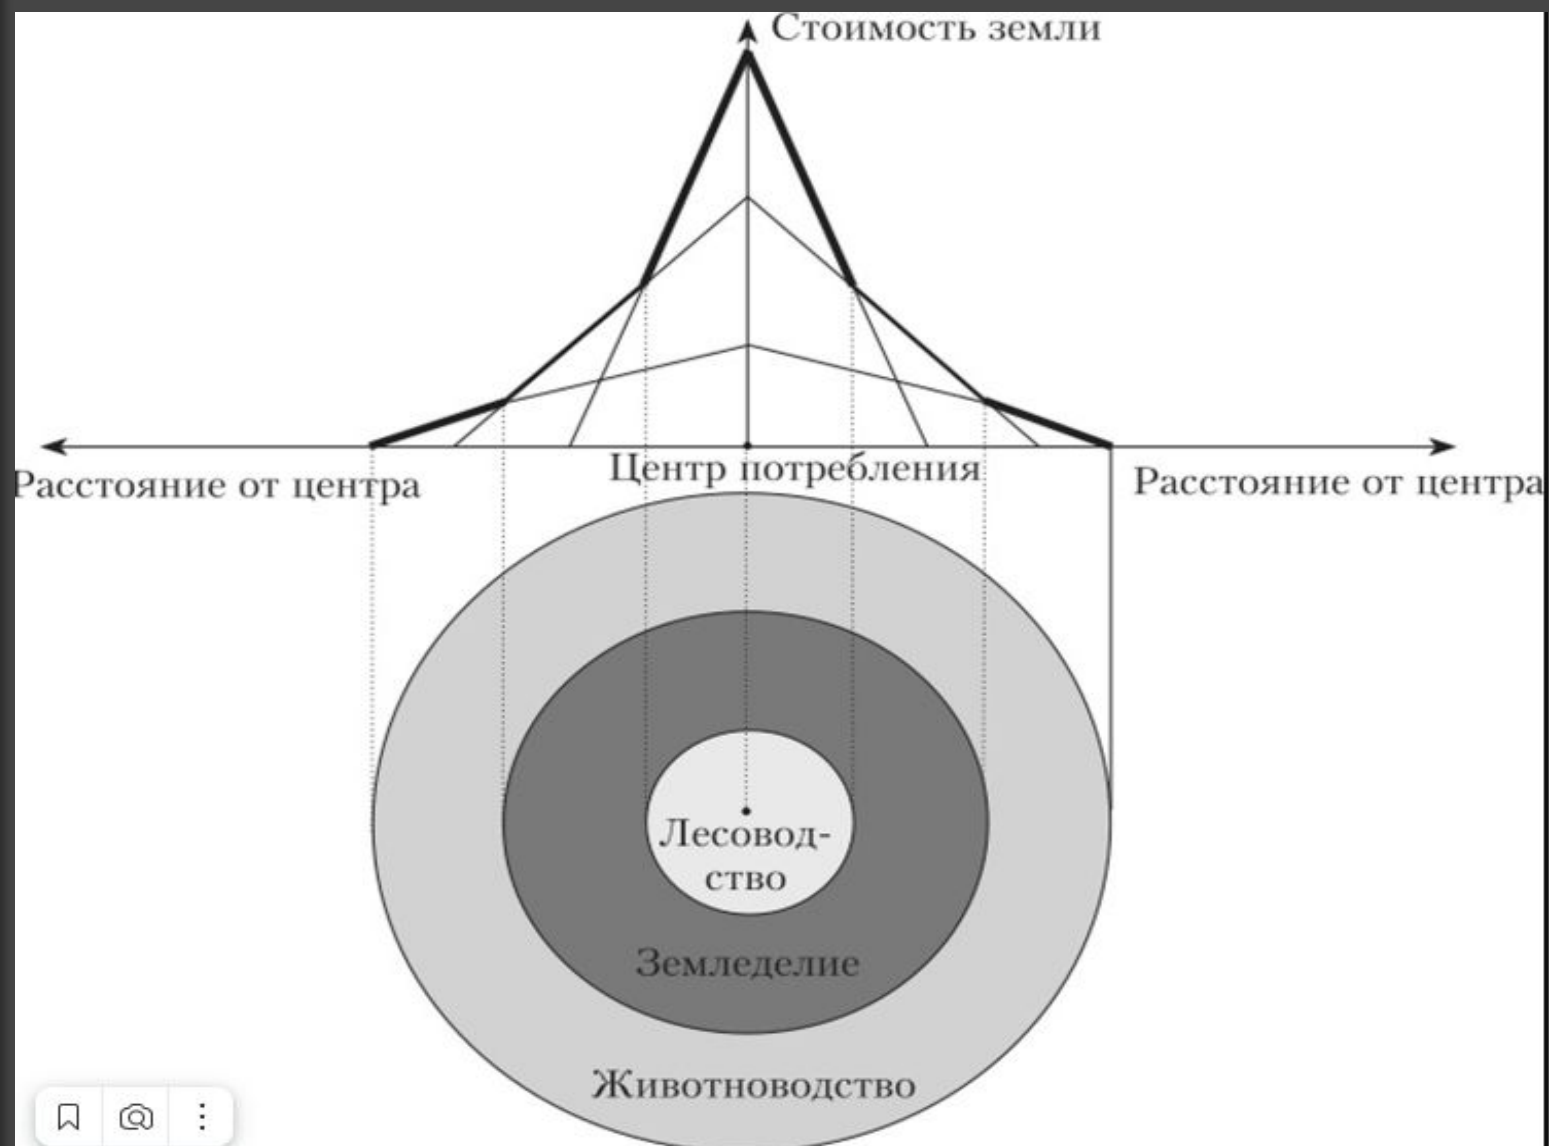 Стоимость земли
Центр потребления
Расстояние от центра
Расстояние от центра
Лесовод-
ство
Земледелие
Животноводство